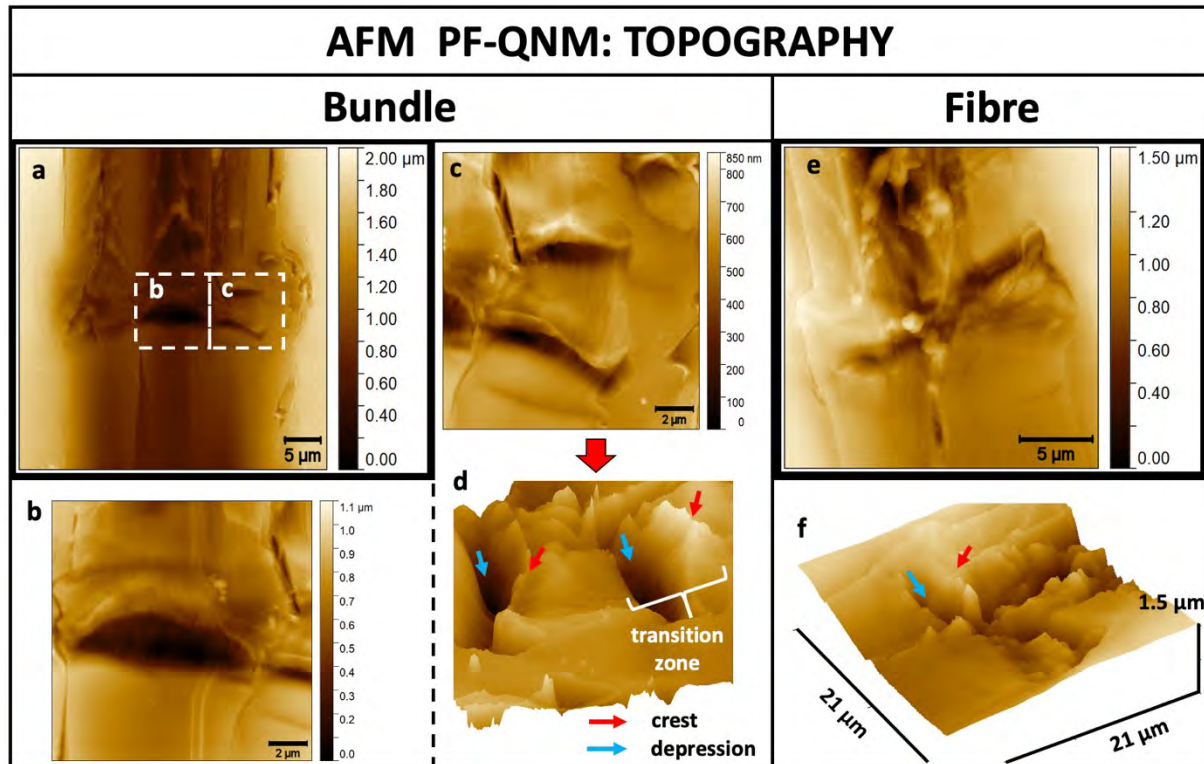 AFM PF-QNM: TOPOGRAPHY
Bundle
Fibre
a
b
c
2.00 µm
1.80
1.60
1.40
1.20
1.00
0.80
0.60
0.40
0.20
0.00
5 µm
c
850 nm
800
700
600
500
400
300
200
100
0
2 µm
e
1.50 µm
1.20
1.00
0.80
0.60
0.40
0.00
5 µm
b
1.1 µm
1.0
0.9
0.8
0.7
0.6
0.5
0.4
0.3
0.2
0.0
2 µm
d
transition
zone
crest
depression
f
1.5 µm
21 µm
21 µm